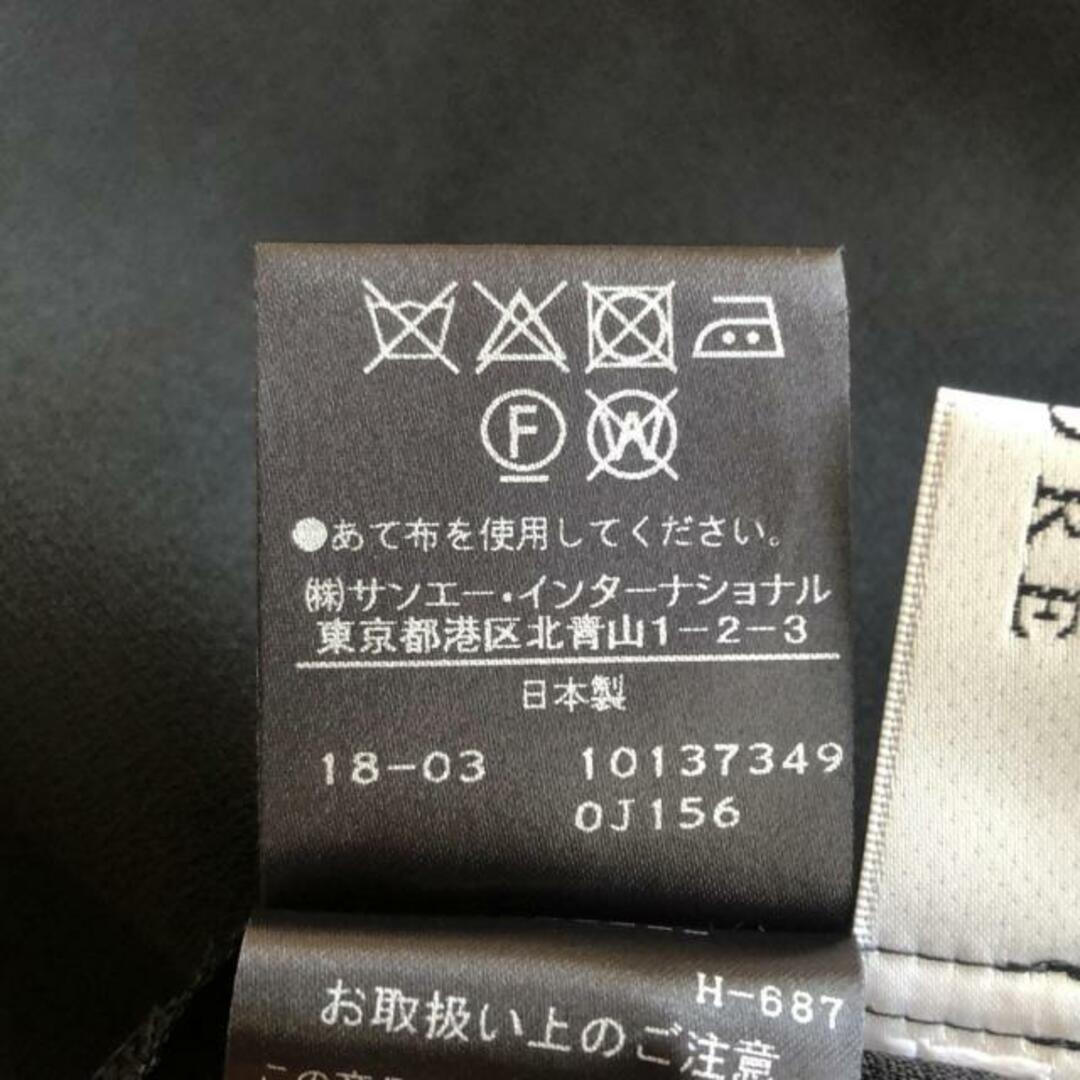 F W
●あて布を使用してください。
㈱サンエー・インターナショナル
東京都港区北青山1-2-3
日本製
18-03 10137349
0J156
H-687
お取扱い上のご注意
RE